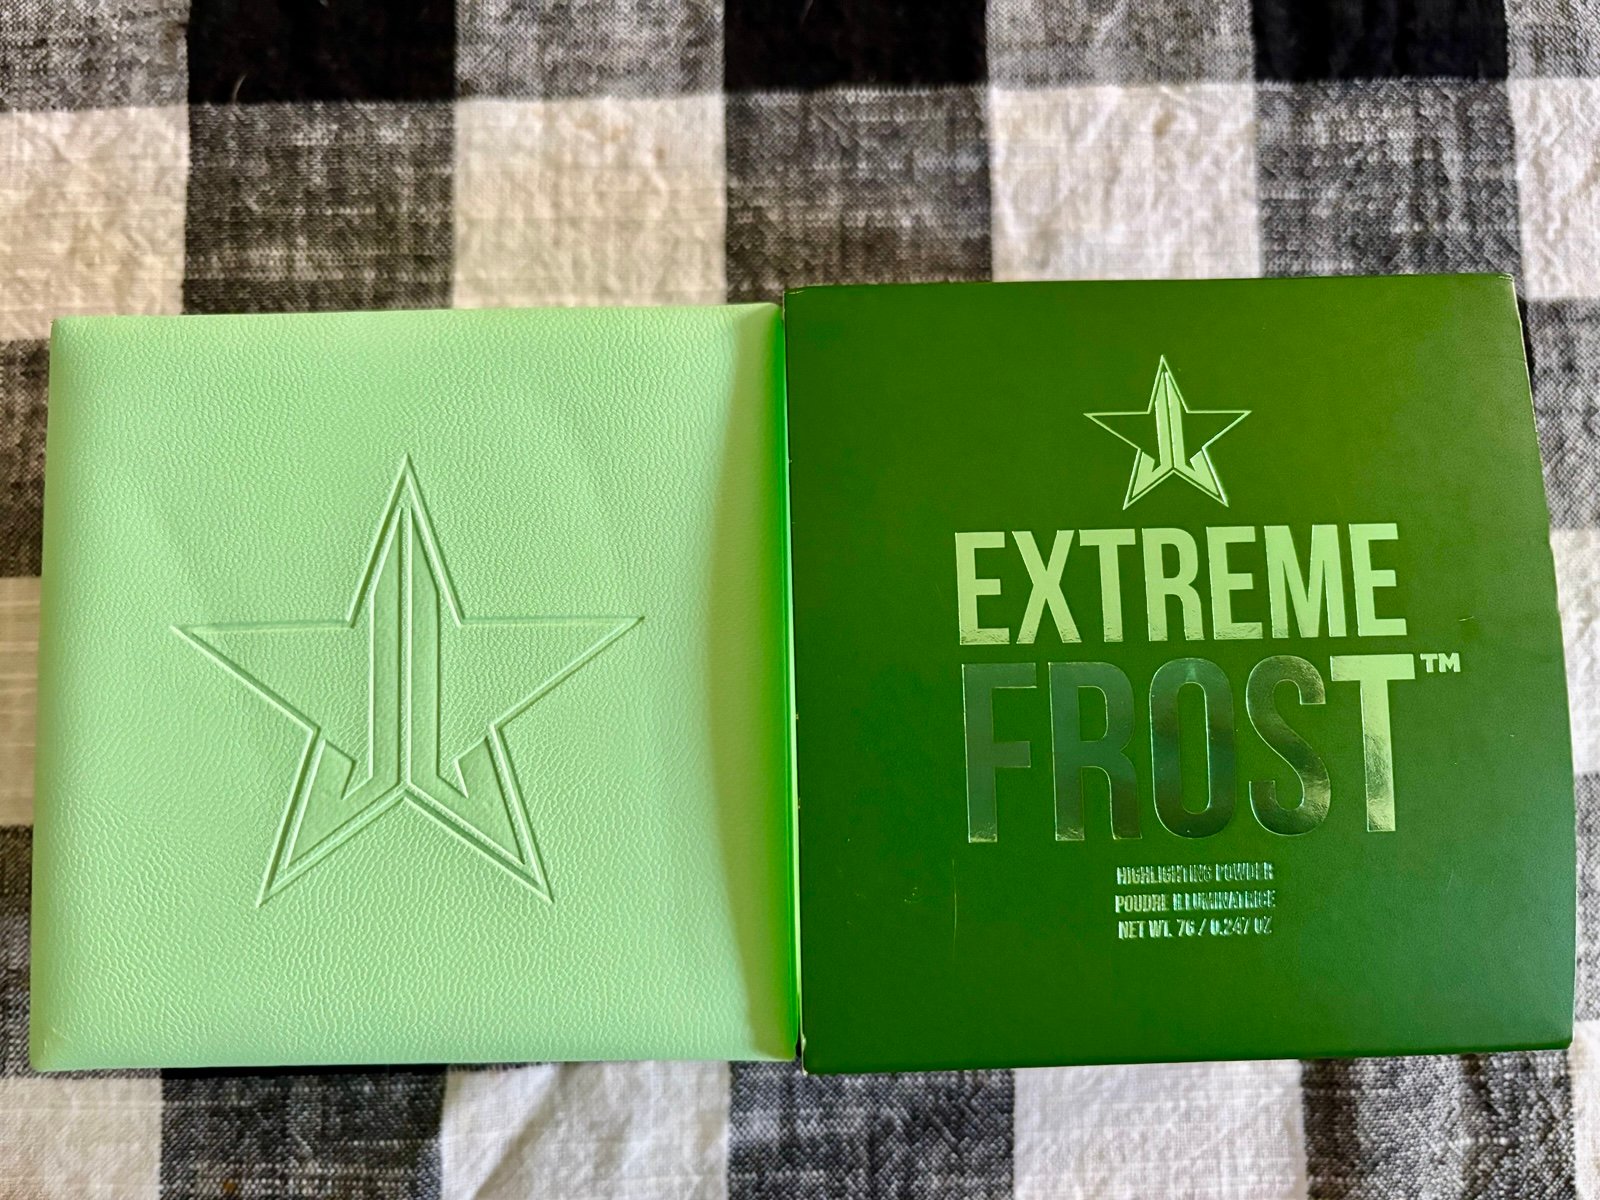 EXTREME
FROST™
HIGHLIGHTING POWDER
POUDRE ILLUMINATRICE
NET WT. 7G / 0.247 OZ